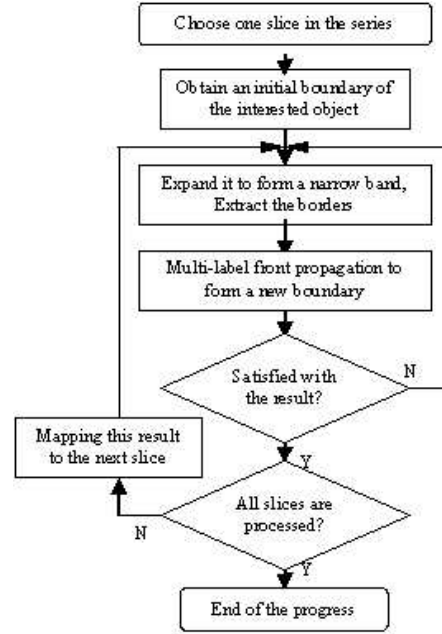 Choose one slice in the series
Obtain an initial boundary of
the interested object
Expand it to form a narrow band,
Extract the borders
Multi-label front propagation to
form a new boundary
Satisfied with
the result?
N
Mapping this result
to the next slice
Y
All slices are
processed?
N
Y
End of the progress